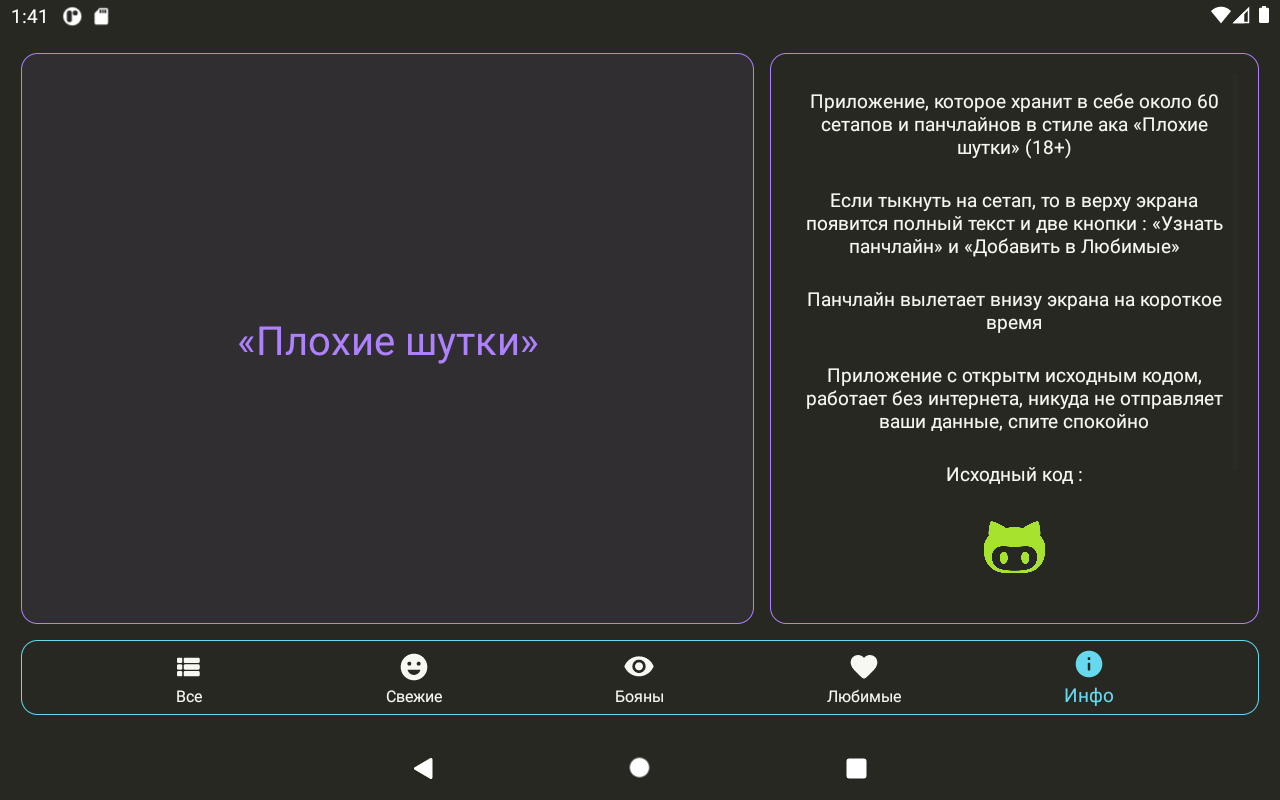 1:41
«Плохие шутки»
Приложение, которое хранит в себе около 60
сетапов и панчлайнов в стиле ака «Плохие
шутки» (18+)
Если тыкнуть на сетап, то в верху экрана
появится полный текст и две кнопки : «Узнать
панчлайн» и «Добавить в Любимые»
Панчлайн вылетает внизу экрана на короткое
время
Приложение с открытм исходным кодом,
работает без интернета, никуда не отправляет
ваши данные, спите спокойно
Исходный код :
Все
Свежие
Бояны
Любимые
Инфо